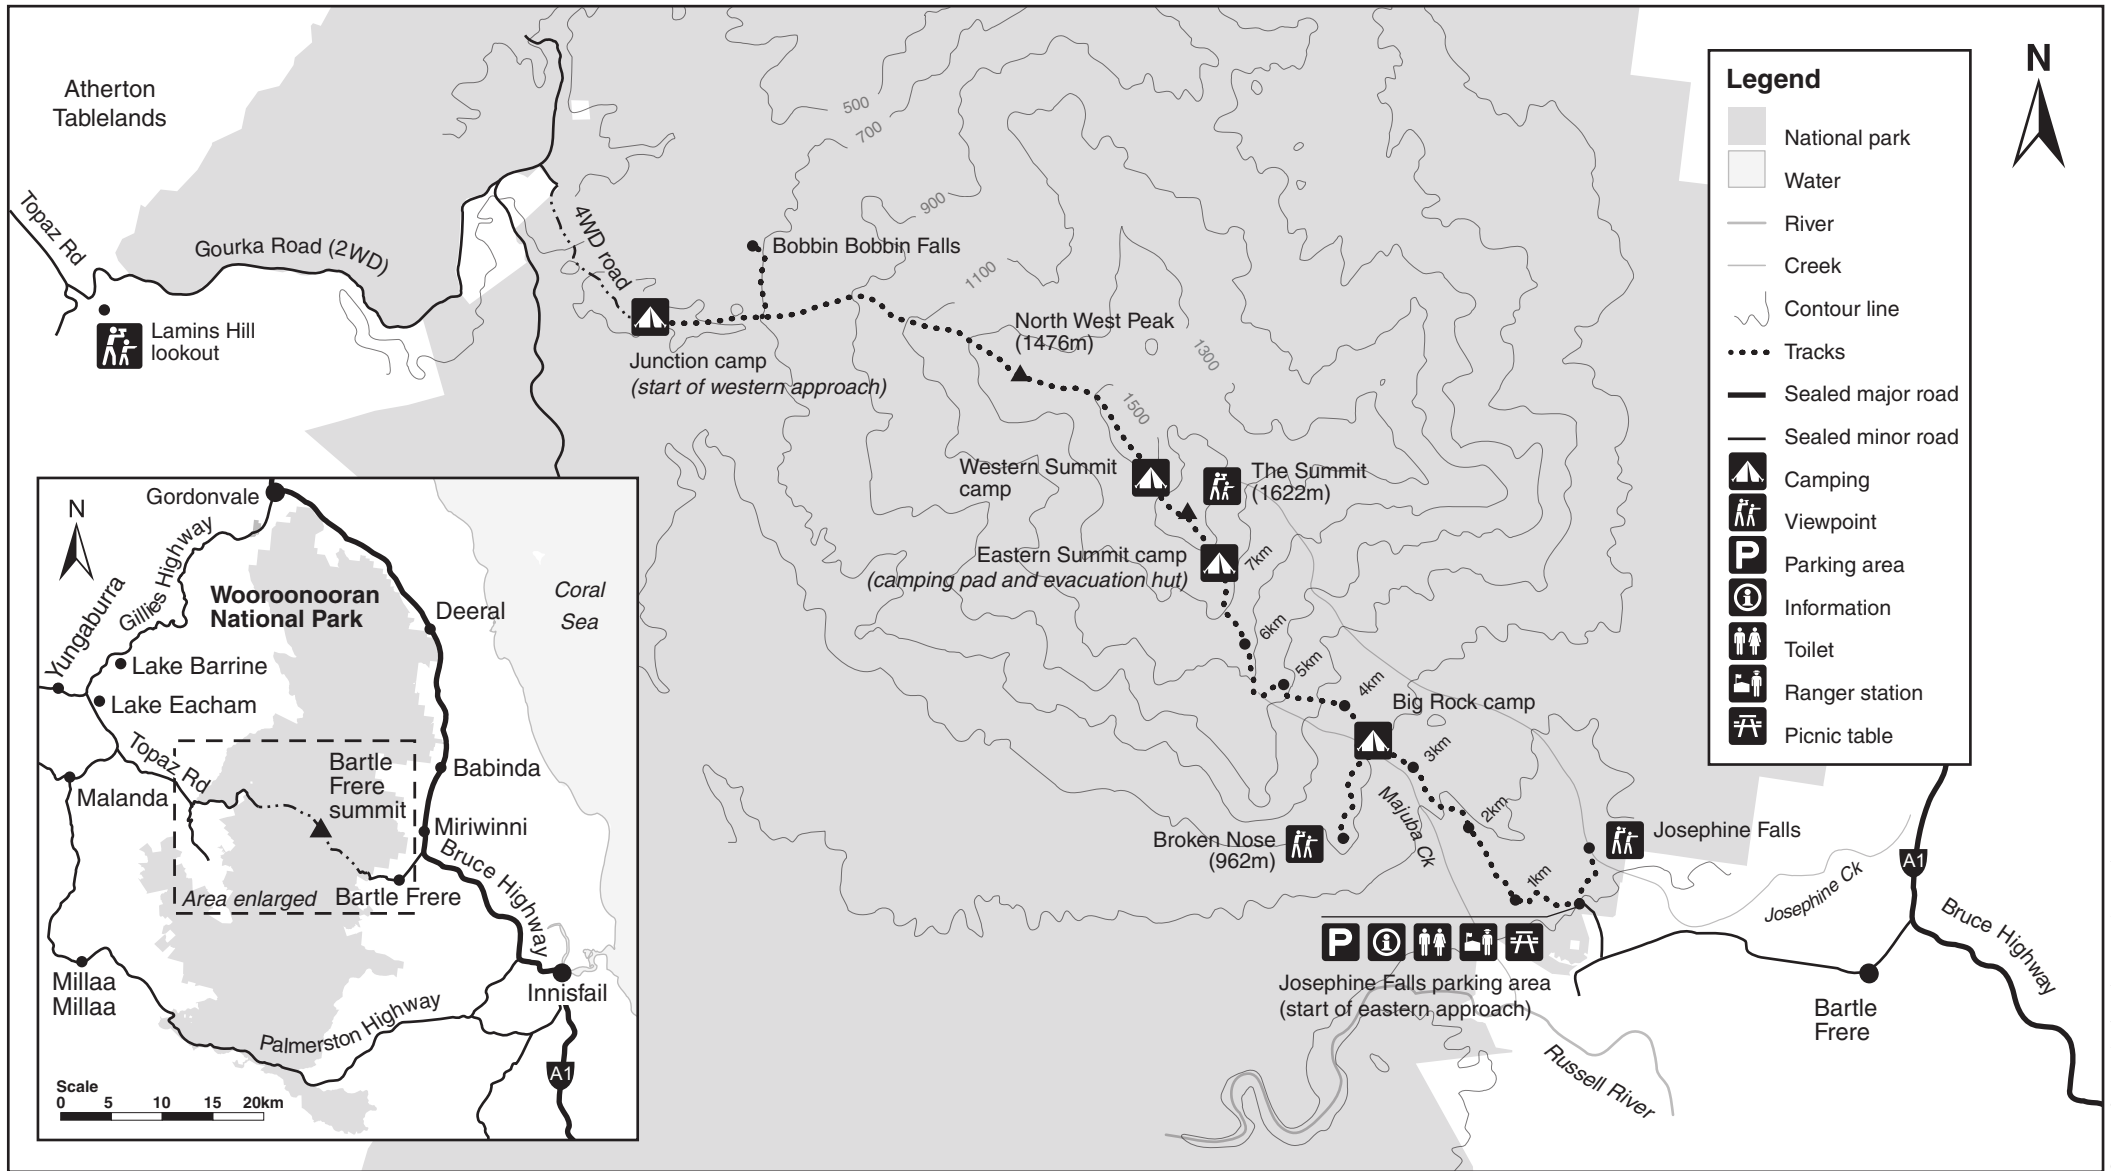 Atherton
Tablelands
Topaz Rd
Gourka Road (2WD)
Lamins Hill
lookout
4WD road
Bobbin Bobbin Falls
Junction camp
(start of western approach)
500
700
900
1100
1300
1500
North West Peak
(1476m)
Western Summit
camp
The Summit
(1622m)
Eastern Summit camp
(camping pad and evacuation hut)
7km
6km
5km
4km
Big Rock camp
3km
2km
1km
Majuba Ck
Broken Nose
(962m)
Josephine Falls
P
i
Josephine Falls parking area
(start of eastern approach)
Josephine Ck
Russell River
A1
Bruce Highway
Bartle
Frere
N
Legend
National park
Water
River
Creek
Contour line
Tracks
Sealed major road
Sealed minor road
Camping
Viewpoint
P
Parking area
i
Information
Toilet
Ranger station
Picnic table
N
Gordonvale
Gillies Highway
Yungaburra
Wooroonooran
National Park
Coral
Sea
Deeral
Lake Barrine
Lake Eacham
Topaz Rd
Malanda
Bartle
Frere
summit
Babinda
Miriwinni
Bruce Highway
Area enlarged
Bartle Frere
Millaa
Millaa
Innisfail
Palmerston Highway
A1
Scale
0 5 10 15 20km